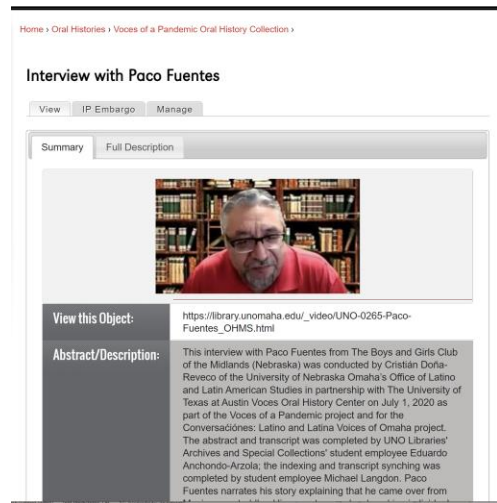 Home › Oral Histories › Voces of a Pandemic Oral History Collection ›
Interview with Paco Fuentes
View IP Embargo Manage
Summary Full Description
View this Object: https://library.unomaha.edu/_video/UNO-0265-Paco-
Fuentes_OHMS.html
Abstract/Description: This interview with Paco Fuentes from The Boys and Girls Club
of the Midlands (Nebraska) was conducted by Cristián Doña-
Reveco of the University of Nebraska Omaha's Office of Latino
and Latin American Studies in partnership with The University of
Texas at Austin Voces Oral History Center on July 1, 2020 as
part of the Voces of a Pandemic project and for the
Conversaciónes: Latino and Latina Voices of Omaha project.
The abstract and transcript was completed by UNO Libraries'
Archives and Special Collections' student employee Eduardo
Anchondo-Arzola; the indexing and transcript synching was
completed by student employee Michael Langdon. Paco
Fuentes narrates his story explaining that he came over from